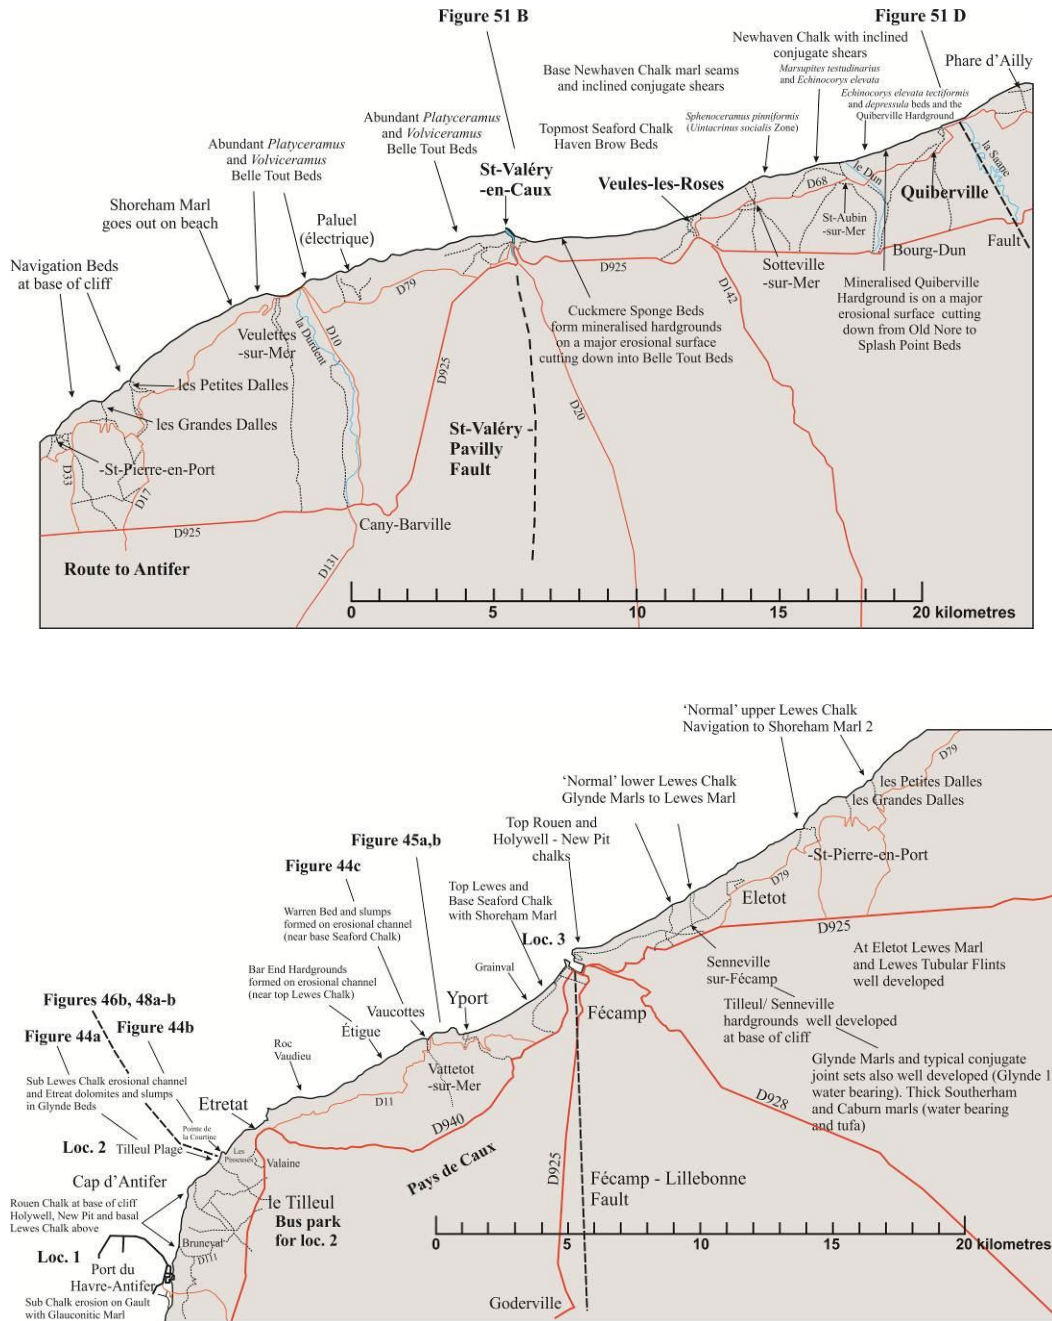 Figure 51 B
Figure 51 D
Newhaven Chalk with inclined
conjugate shears
Marsupites testudinarius
and Echinocorys elevata
Phare d'Ailly
Base Newhaven Chalk marl seams
and inclined conjugate shears
Echinocorys elevata tectiformis
and depressula beds and the
Quiberville Hardground
Sphenoceramus pinniformis
(Uintacrinus socialis Zone)
Abundant Platyceramus
and Volviceramus
Belle Tout Beds
Topmost Seaford Chalk
Haven Brow Beds
Abundant Platyceramus
and Volviceramus
Belle Tout Beds
St-Valéry
-en-Caux
Veules-les-Roses
le Dun
la Saane
D68
Quiberville
Shoreham Marl
goes out on beach
Paluel
(électrique)
St-Aubin
-sur-Mer
Fault
Bourg-Dun
Navigation Beds
at base of cliff
D925
Sotteville
-sur-Mer
D79
D142
Mineralised Quiberville
Hardground is on a major
erosional surface cutting
down from Old Nore to
Splash Point Beds
Cuckmere Sponge Beds
form mineralised hardgrounds
on a major erosional surface
cutting down into Belle Tout Beds
Veulettes
-sur-Mer
la Durdent
D10
D925
les Petites Dalles
les Grandes Dalles
D20
St-Valéry -
Pavilly
Fault
-St-Pierre-en-Port
D33
D17
D925
Cany-Barville
Route to Antifer
D131
0
5
10
15
20 kilometres
'Normal' upper Lewes Chalk
Navigation to Shoreham Marl 2
D79
'Normal' lower Lewes Chalk
Glynde Marls to Lewes Marl
les Petites Dalles
les Grandes Dalles
Top Rouen and
Holywell - New Pit
chalks
Figure 45a,b
Figure 44c
-St-Pierre-en-Port
Top Lewes and
Base Seaford Chalk
with Shoreham Marl
D79
Eletot
Warren Bed and slumps
formed on erosional channel
(near base Seaford Chalk)
D925
Loc. 3
At Eletot Lewes Marl
and Lewes Tubular Flints
well developed
Senneville
sur-Fécamp
Grainval
Bar End Hardgrounds
formed on erosional channel
(near top Lewes Chalk)
Yport
Vaucottes
Fécamp
Tilleul/ Senneville
hardgrounds well developed
at base of cliff
Figures 46b, 48a-b
Figure 44b
Figure 44a
Étigue
Roc
Vaudieu
Vattetot
-sur-Mer
Glynde Marls and typical conjugate
joint sets also well developed (Glynde 1
water bearing). Thick Southerham
and Caburn marls (water bearing
and tufa)
Sub Lewes Chalk erosional channel
and Etreat dolomites and slumps
in Glynde Beds
Etretat
D11
D940
D928
Pointe de
la Courtine
Loc. 2
Tilleul Plage
Les
Valaine
Pays de Caux
D925
Cap d'Antifer
Fécamp - Lillebonne
Fault
Rouen Chalk at base of cliff
Holywell, New Pit and basal
Lewes Chalk above
le Tilleul
Bus park
for loc. 2
Bruneval
D111
0
5
10
15
20 kilometres
Loc. 1
Port du
Havre-Antifer
Sub Chalk erosion on Gault
with Glauconitic Marl
Goderville